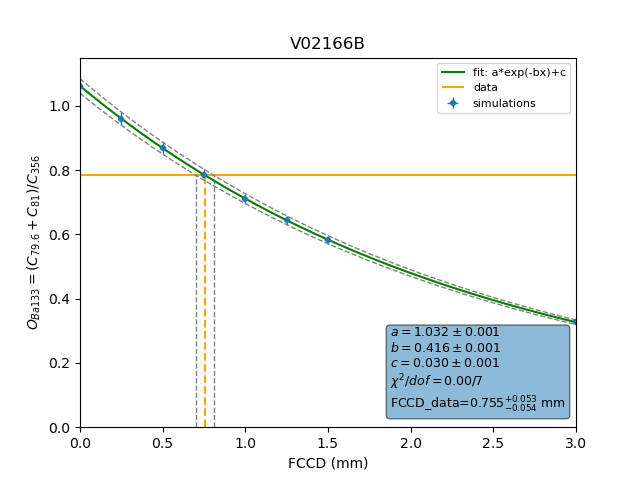 V02166B
fit: a*exp(-bx)+c
data
simulations
1.0
0.8
0.6
0.4
0.2
0.0
O_{Ba133} = (C_{79.6} + C_{81})/C_{356}
a = 1.032 ± 0.001
b = 0.416 ± 0.001
c = 0.030 ± 0.001
χ²/dof = 0.00/7
FCCD_data=0.755^{+0.053}_{-0.054} mm
0.0 0.5 1.0 1.5 2.0 2.5 3.0
FCCD (mm)